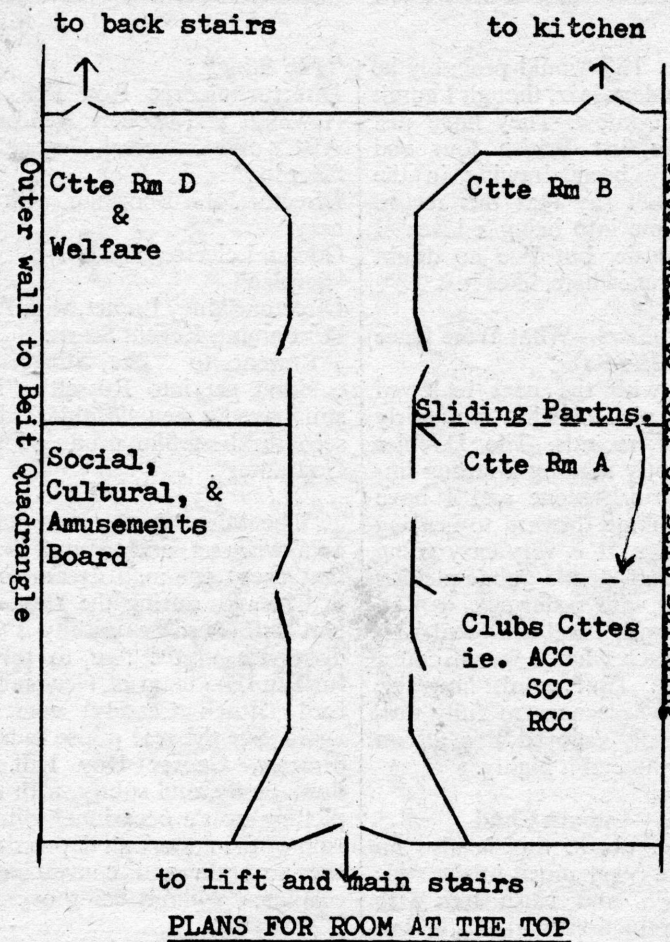 to back stairs
to kitchen
Ctte Rm D
&
Welfare
Ctte Rm B
Outer wall to Beit Quadrangle
Sliding Partns.
Ctte Rm A
Social,
Cultural, &
Amusements
Board
Clubs Cttes
ie. ACC
SCC
RCC
to lift and main stairs
PLANS FOR ROOM AT THE TOP